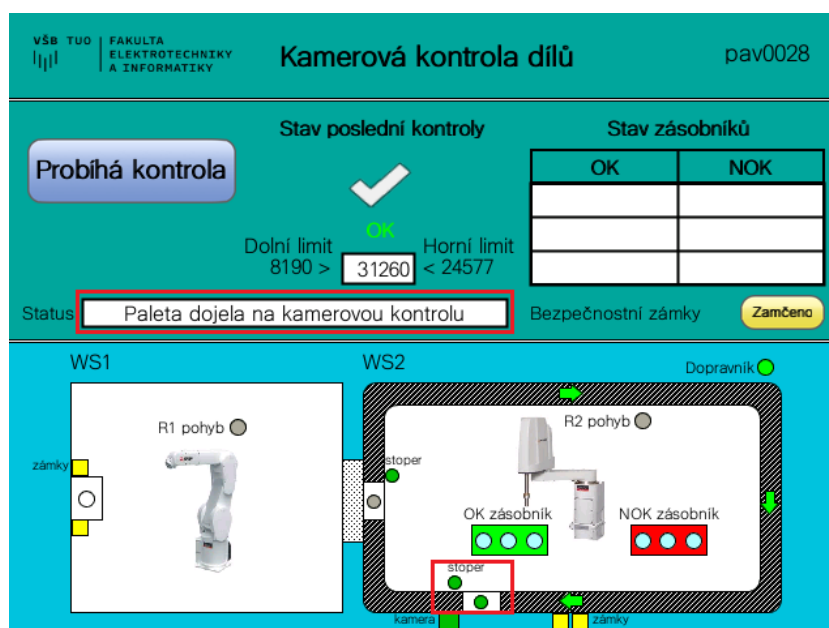 VŠB TUO
FAKULTA
ELEKTROTECHNIKY
A INFORMATIKY
Kamerová kontrola dílů
pav0028
Probíhá kontrola
Stav poslední kontroly
OK
Dolní limit
8190 >
31260
Horní limit
< 24577
Stav zásobníků
OK NOK
Status
Paleta dojela na kamerovou kontrolu
Bezpečnostní zámky
Zamčeno
WS1
WS2
Dopravník
R1 pohyb
R2 pohyb
zámky
stoper
OK zásobník
NOK zásobník
stoper
kamera
zámky